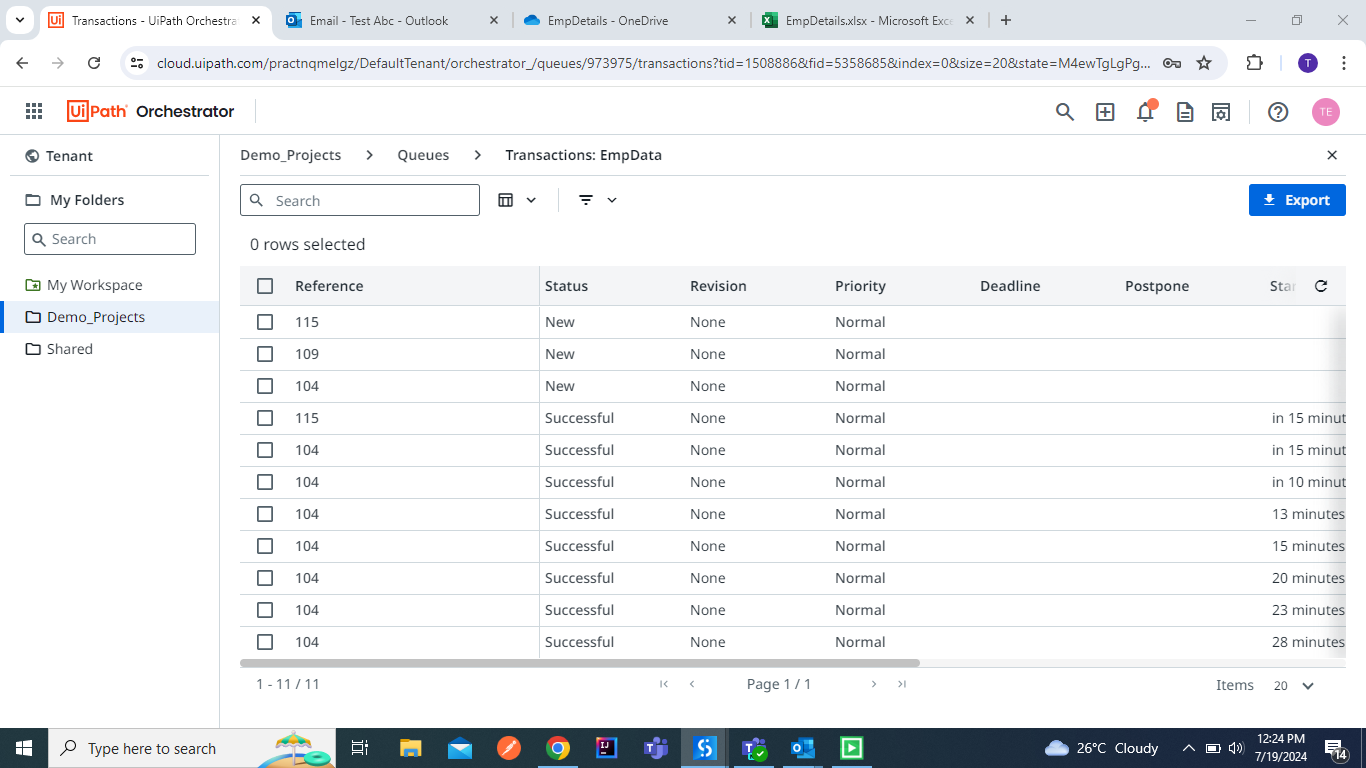 Transactions - UiPath Orchestra
Email - Test Abc - Outlook
EmpDetails - OneDrive
EmpDetails.xlsx - Microsoft Exce
cloud.uipath.com/practnqmelgz/DefaultTenant/orchestrator_/queues/973975/transactions?tid=1508886&fid=5358685&index=0&size=20&state=M4ewTgLgPg...
T
UiPath Orchestrator
TE
Tenant
Demo_Projects > Queues > Transactions: EmpData
My Folders
Search
Export
Search
0 rows selected
My Workspace
Demo_Projects
Shared
Reference Status Revision Priority Deadline Postpone Star
115 New None Normal
109 New None Normal
104 New None Normal
115 Successful None Normal in 15 minut
104 Successful None Normal in 15 minut
104 Successful None Normal in 10 minut
104 Successful None Normal 13 minutes
104 Successful None Normal 15 minutes
104 Successful None Normal 20 minutes
104 Successful None Normal 23 minutes
104 Successful None Normal 28 minutes
1 - 11 / 11 Page 1 / 1 Items 20
Type here to search
26°C Cloudy
12:24 PM
7/19/2024
14